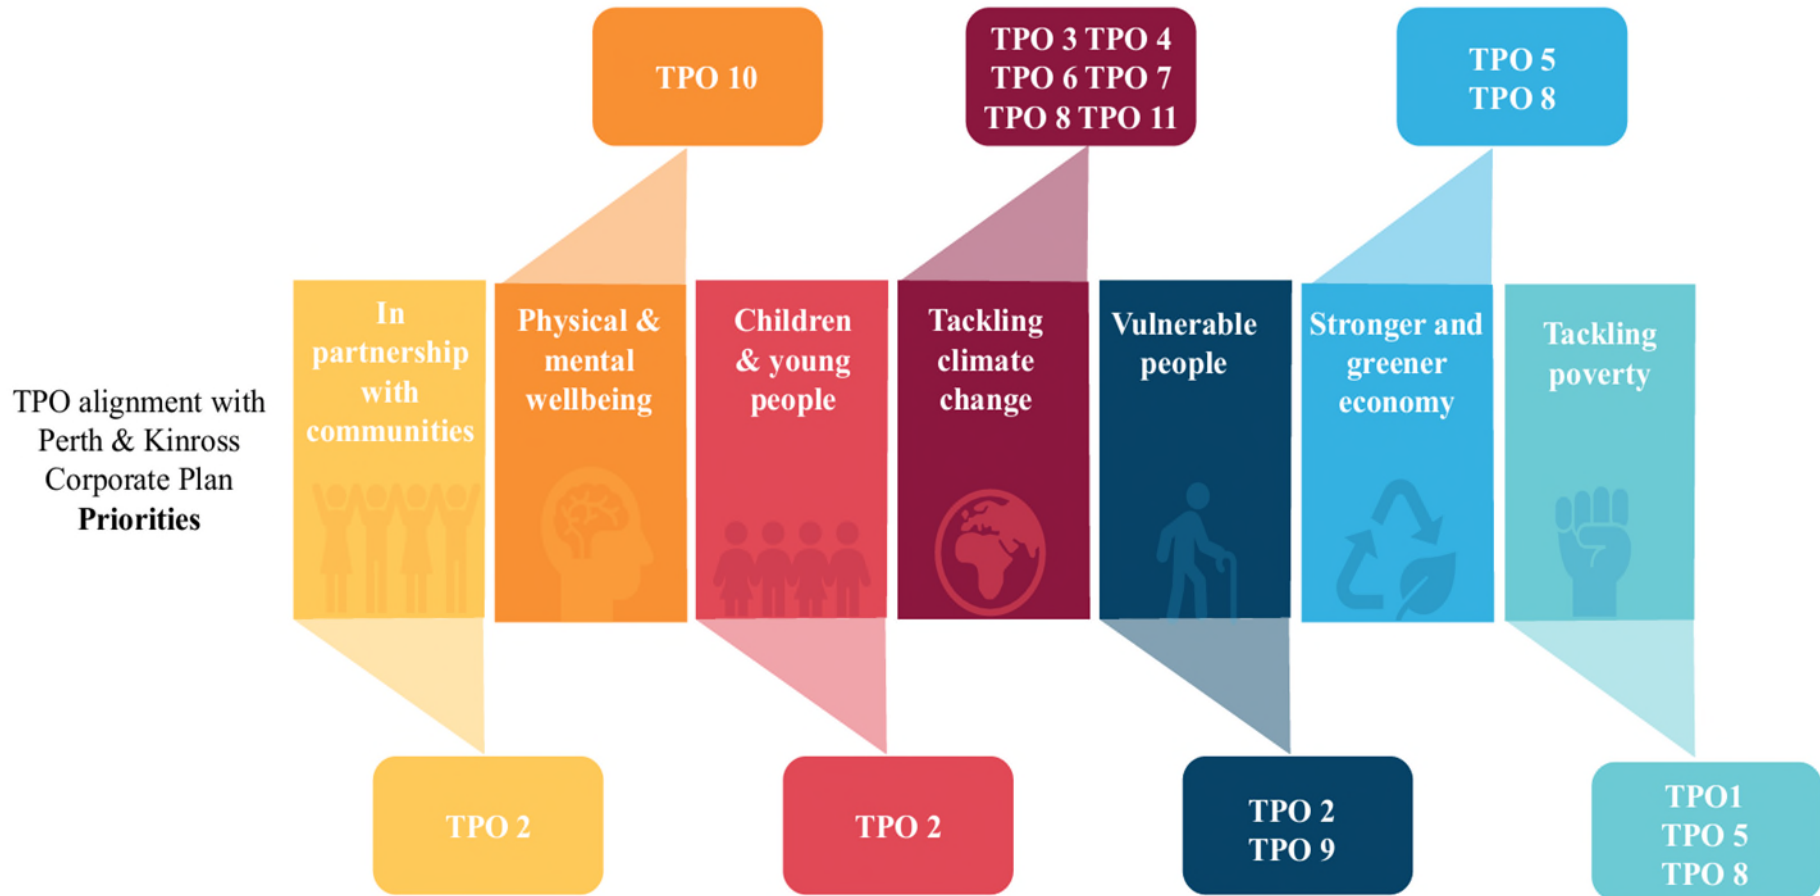 TPO 10
TPO 3 TPO 4
TPO 6 TPO 7
TPO 8 TPO 11
TPO 5
TPO 8
TPO alignment with
Perth & Kinross
Corporate Plan
Priorities
In
partnership
with
communities
Physical &
mental
wellbeing
Children
& young
people
Tackling
climate
change
Vulnerable
people
Stronger and
greener
economy
Tackling
poverty
TPO 2
TPO 2
TPO 2
TPO 9
TPO1
TPO 5
TPO 8